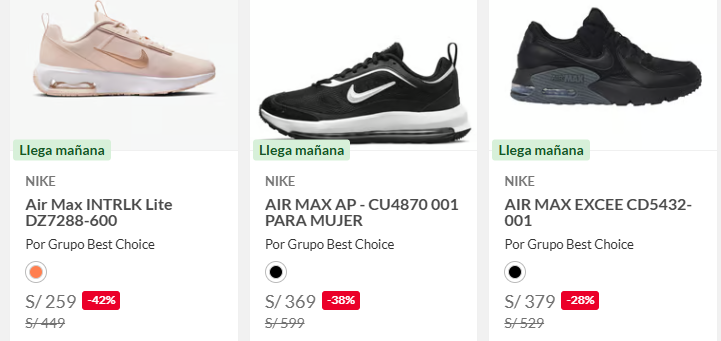 Llega mañana
NIKE
Air Max INTRLK Lite
DZ7288-600
Por Grupo Best Choice
S/ 259 -42%
S/ 449
Llega mañana
NIKE
AIR MAX AP - CU4870 001
PARA MUJER
Por Grupo Best Choice
S/ 369 -38%
S/ 599
Llega mañana
NIKE
AIR MAX EXCEE CD5432-
001
Por Grupo Best Choice
S/ 379 -28%
S/ 529